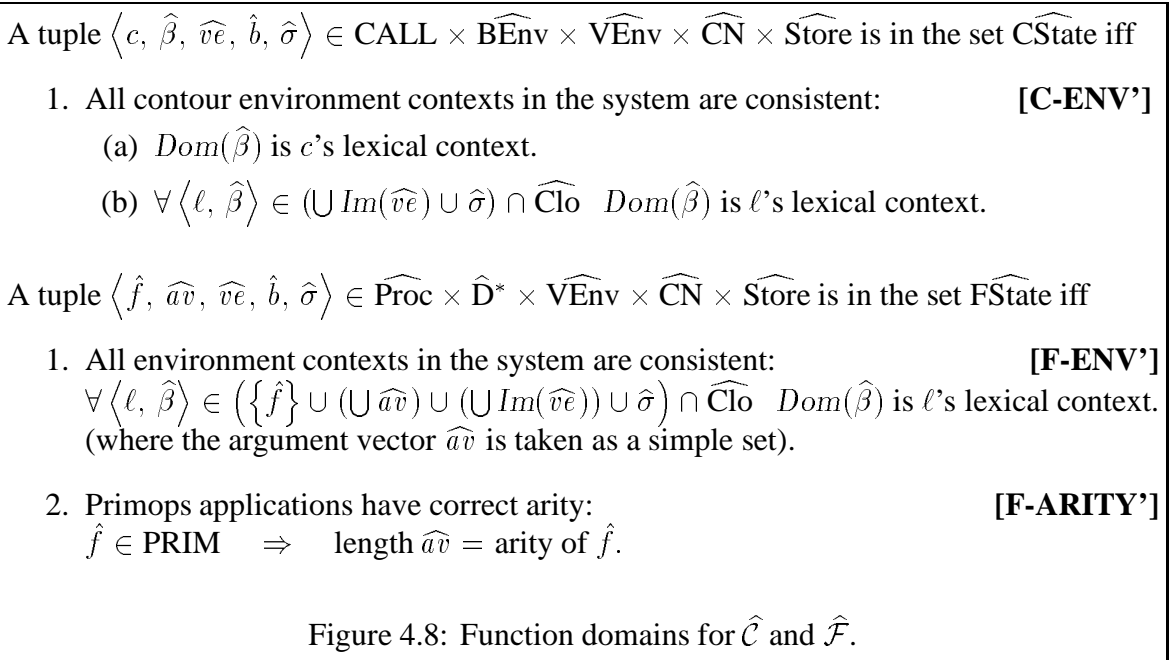 A tuple ⟨c, β̂, v̂e, b̂, σ̂⟩ ∈ CALL × B̂Env × V̂Env × ĈN × Ŝtore is in the set CŜtate iff
1. All contour environment contexts in the system are consistent: [C-ENV']
(a) Dom(β̂) is c's lexical context.
(b) ∀ ⟨ℓ, β̂⟩ ∈ (⋃ Im(v̂e) ∪ σ̂) ∩ Ĉlo Dom(β̂) is ℓ's lexical context.
A tuple ⟨f̂, âv, v̂e, b̂, σ̂⟩ ∈ P̂roc × D̂* × V̂Env × ĈN × Ŝtore is in the set FŜtate iff
1. All environment contexts in the system are consistent: [F-ENV']
∀ ⟨ℓ, β̂⟩ ∈ ({f̂} ∪ (⋃ âv) ∪ (⋃ Im(v̂e)) ∪ σ̂) ∩ Ĉlo Dom(β̂) is ℓ's lexical context.
(where the argument vector âv is taken as a simple set).
2. Primops applications have correct arity: [F-ARITY']
f̂ ∈ PRIM ⇒ length âv = arity of f̂.
Figure 4.8: Function domains for 𝒞̂ and ℱ̂.